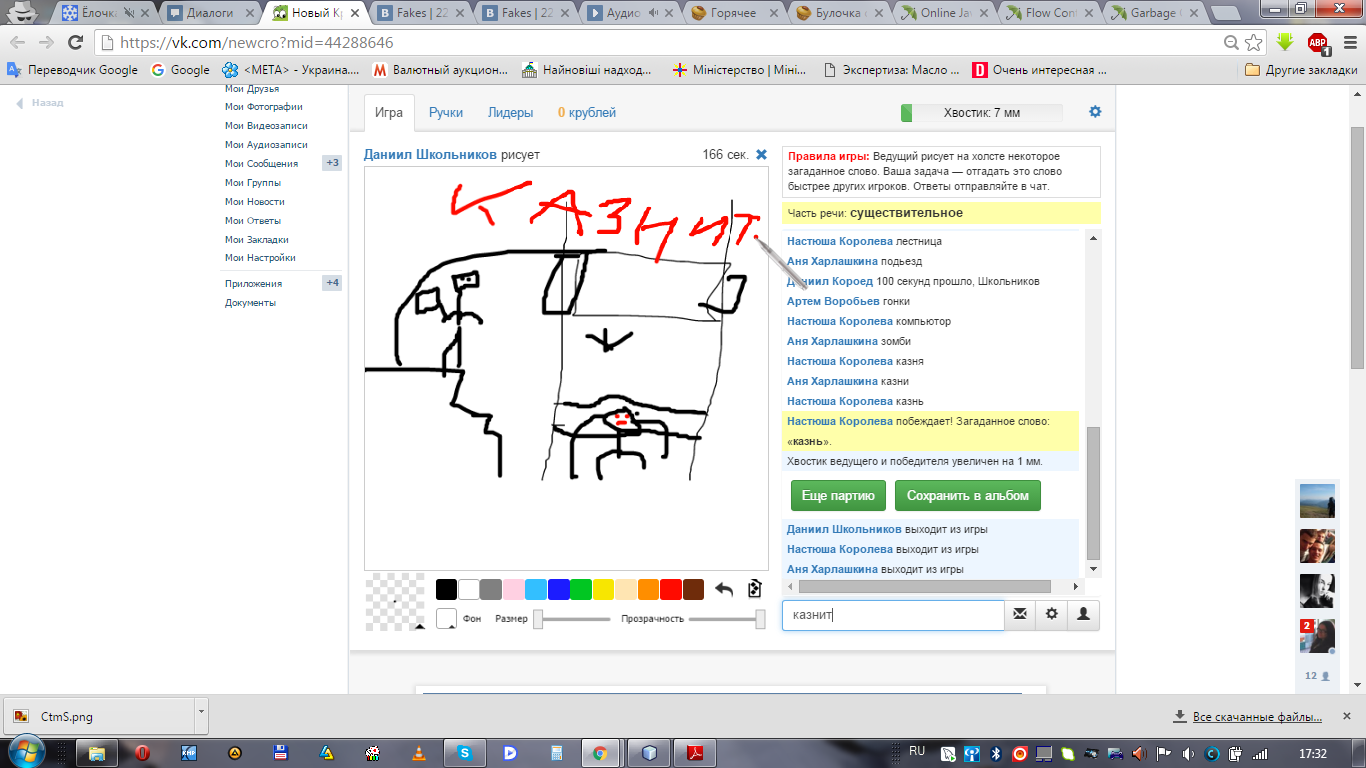 Ёлочка
Диалоги
Новый Кр
Fakes | 22
Fakes | 22
Аудио
Горячее
Булочка
Online Jav
Flow Cont
Garbage
https://vk.com/newcro?mid=44288646
ABP
1
Переводчик Google
Google
<META> - Украина....
Валютный аукцион...
Найновіші надход...
Міністерство | Міні...
Экспертиза: Масло ...
Очень интересная ...
Другие закладки
Назад
Мои Друзья
Мои Фотографии
Мои Видеозаписи
Мои Аудиозаписи
Мои Сообщения +3
Мои Группы
Мои Новости
Мои Ответы
Мои Закладки
Мои Настройки
Приложения +4
Документы
Игра
Ручки
Лидеры
0 крублей
Хвостик: 7 мм
Даниил Школьников рисует
166 сек.
КАЗНИТ
Фон
Размер
Прозрачность
Правила игры: Ведущий рисует на холсте некоторое
загаданное слово. Ваша задача — отгадать это слово
быстрее других игроков. Ответы отправляйте в чат.
Часть речи: существительное
Настюша Королева лестница
Аня Харлашкина подьезд
Даниил Короед 100 секунд прошло, Школьников
Артем Воробьев гонки
Настюша Королева компьютор
Аня Харлашкина зомби
Настюша Королева казня
Аня Харлашкина казни
Настюша Королева казнь
Настюша Королева побеждает! Загаданное слово:
«казнь».
Хвостик ведущего и победителя увеличен на 1 мм.
Еще партию
Сохранить в альбом
Даниил Школьников выходит из игры
Настюша Королева выходит из игры
Аня Харлашкина выходит из игры
казнит
2
12
CtmS.png
Все скачанные файлы...
RU
17:32